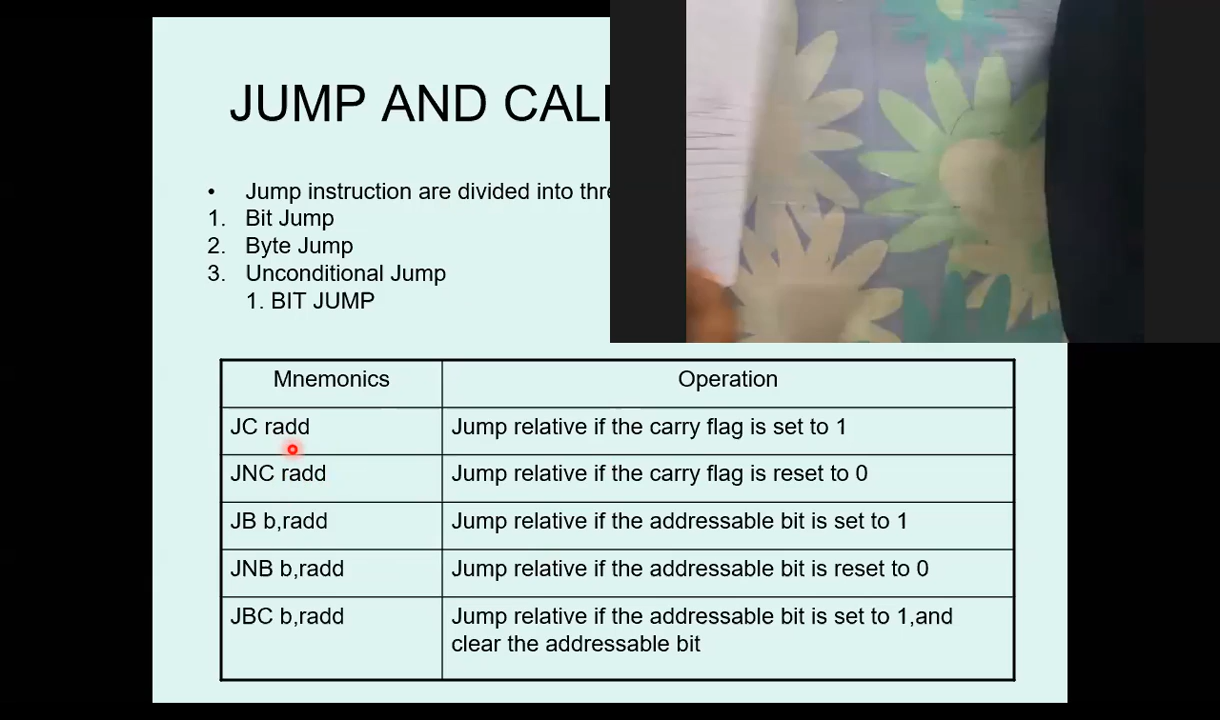 JUMP AND CAL
• Jump instruction are divided into thre
1. Bit Jump
2. Byte Jump
3. Unconditional Jump
1. BIT JUMP
Mnemonics Operation
JC radd Jump relative if the carry flag is set to 1
JNC radd Jump relative if the carry flag is reset to 0
JB b,radd Jump relative if the addressable bit is set to 1
JNB b,radd Jump relative if the addressable bit is reset to 0
JBC b,radd Jump relative if the addressable bit is set to 1,and
clear the addressable bit